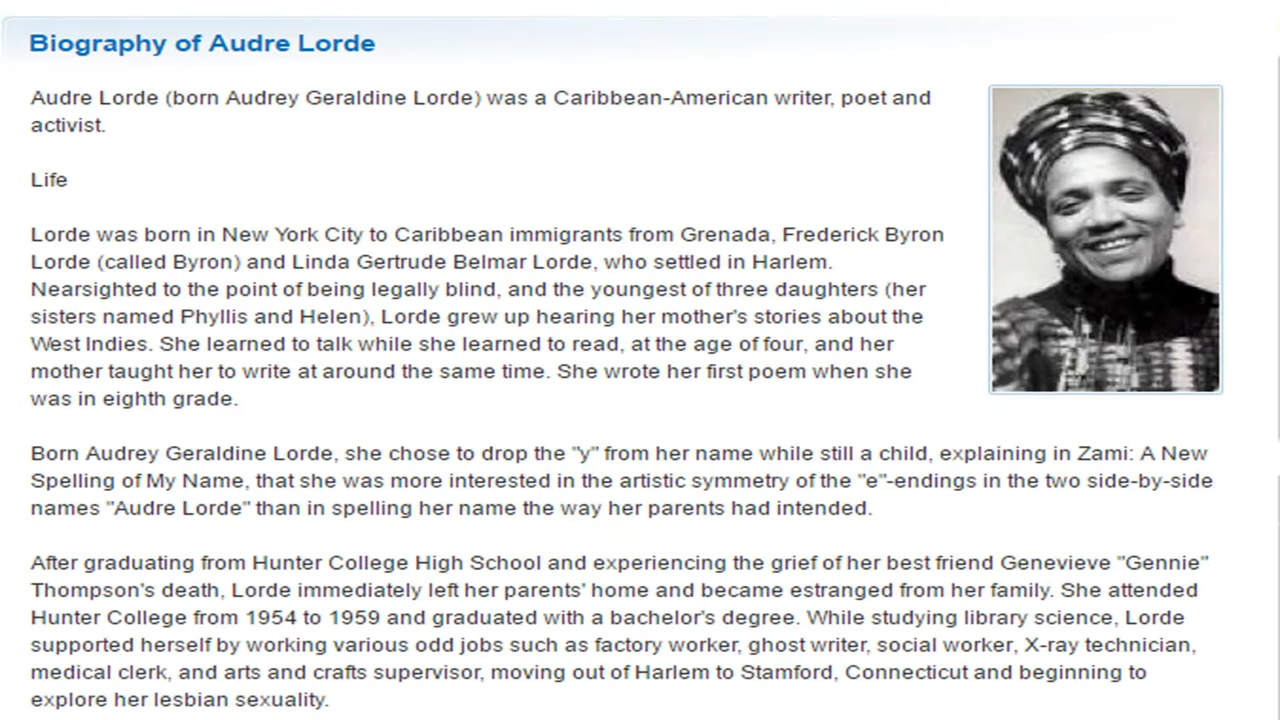 Biography of Audre Lorde
Audre Lorde (born Audrey Geraldine Lorde) was a Caribbean-American writer, poet and
activist.
Life
Lorde was born in New York City to Caribbean immigrants from Grenada, Frederick Byron
Lorde (called Byron) and Linda Gertrude Belmar Lorde, who settled in Harlem.
Nearsighted to the point of being legally blind, and the youngest of three daughters (her
sisters named Phyllis and Helen), Lorde grew up hearing her mother's stories about the
West Indies. She learned to talk while she learned to read, at the age of four, and her
mother taught her to write at around the same time. She wrote her first poem when she
was in eighth grade.
Born Audrey Geraldine Lorde, she chose to drop the "y" from her name while still a child, explaining in Zami: A New
Spelling of My Name, that she was more interested in the artistic symmetry of the "e"-endings in the two side-by-side
names "Audre Lorde" than in spelling her name the way her parents had intended.
After graduating from Hunter College High School and experiencing the grief of her best friend Genevieve "Gennie"
Thompson's death, Lorde immediately left her parents' home and became estranged from her family. She attended
Hunter College from 1954 to 1959 and graduated with a bachelor's degree. While studying library science, Lorde
supported herself by working various odd jobs such as factory worker, ghost writer, social worker, X-ray technician,
medical clerk, and arts and crafts supervisor, moving out of Harlem to Stamford, Connecticut and beginning to
explore her lesbian sexuality.